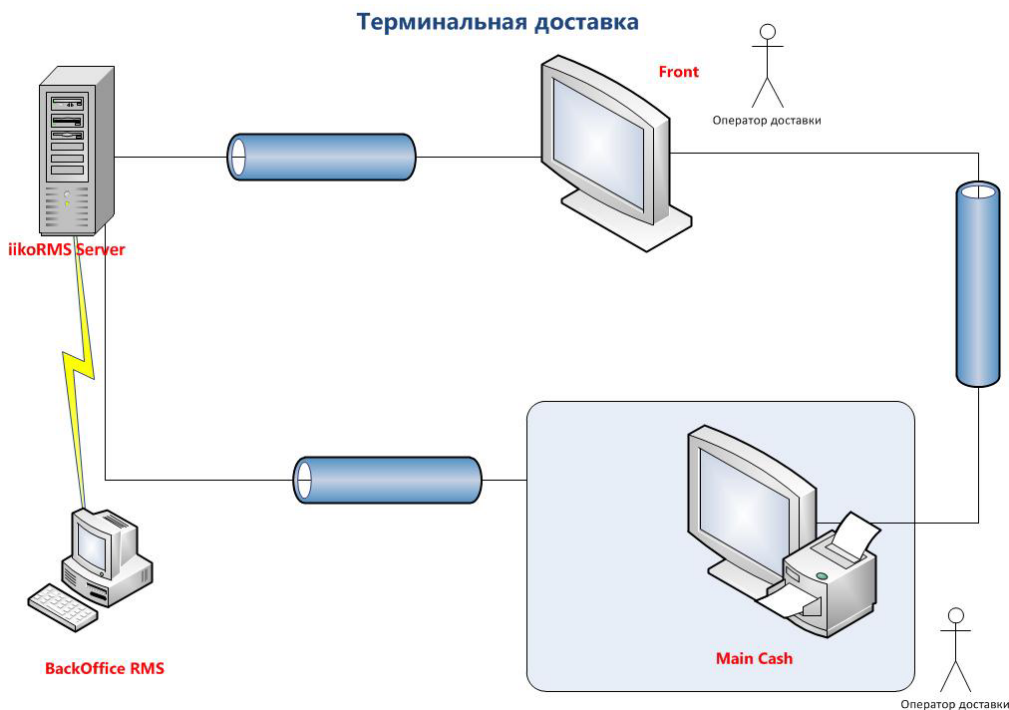 Терминальная доставка
Front
Оператор доставки
iikoRMS Server
BackOffice RMS
Main Cash
Оператор доставки